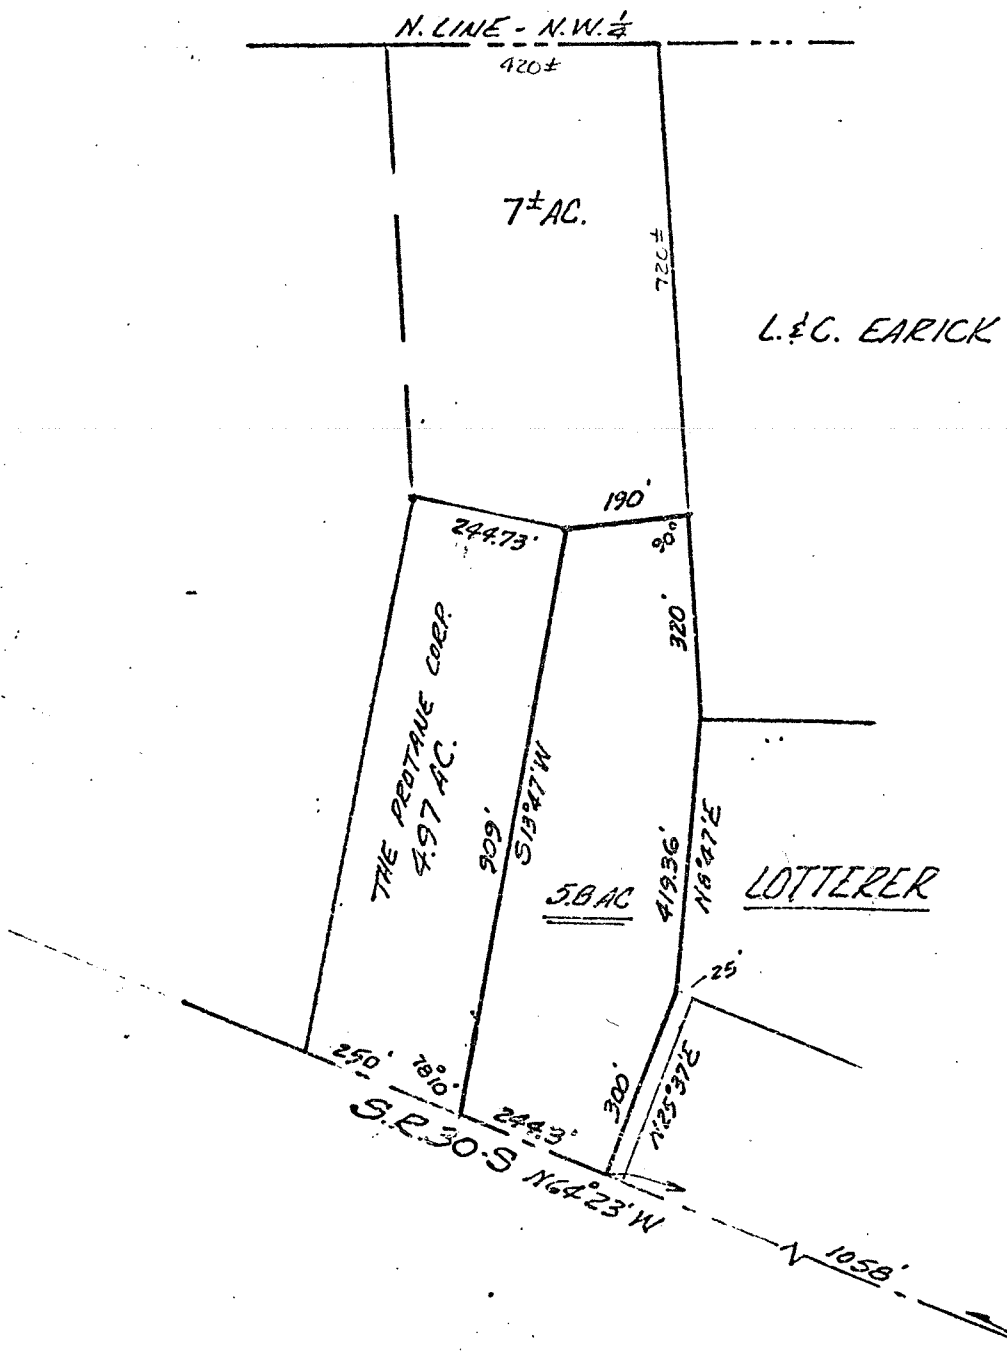 N. LINE - N.W. 1/4
420±
7± AC.
720±
L. & C. EARICK
190'
244.73'
90°
320'
THE PROTANE CORP.
4.97 AC.
909'
S13°47'W
5.8 AC
419.36'
N8°47'E
LOTTERER
25'
250'
78°10'
244.3'
300'
N25°37'E
S.R. 30-S
N64°23'W
1058'